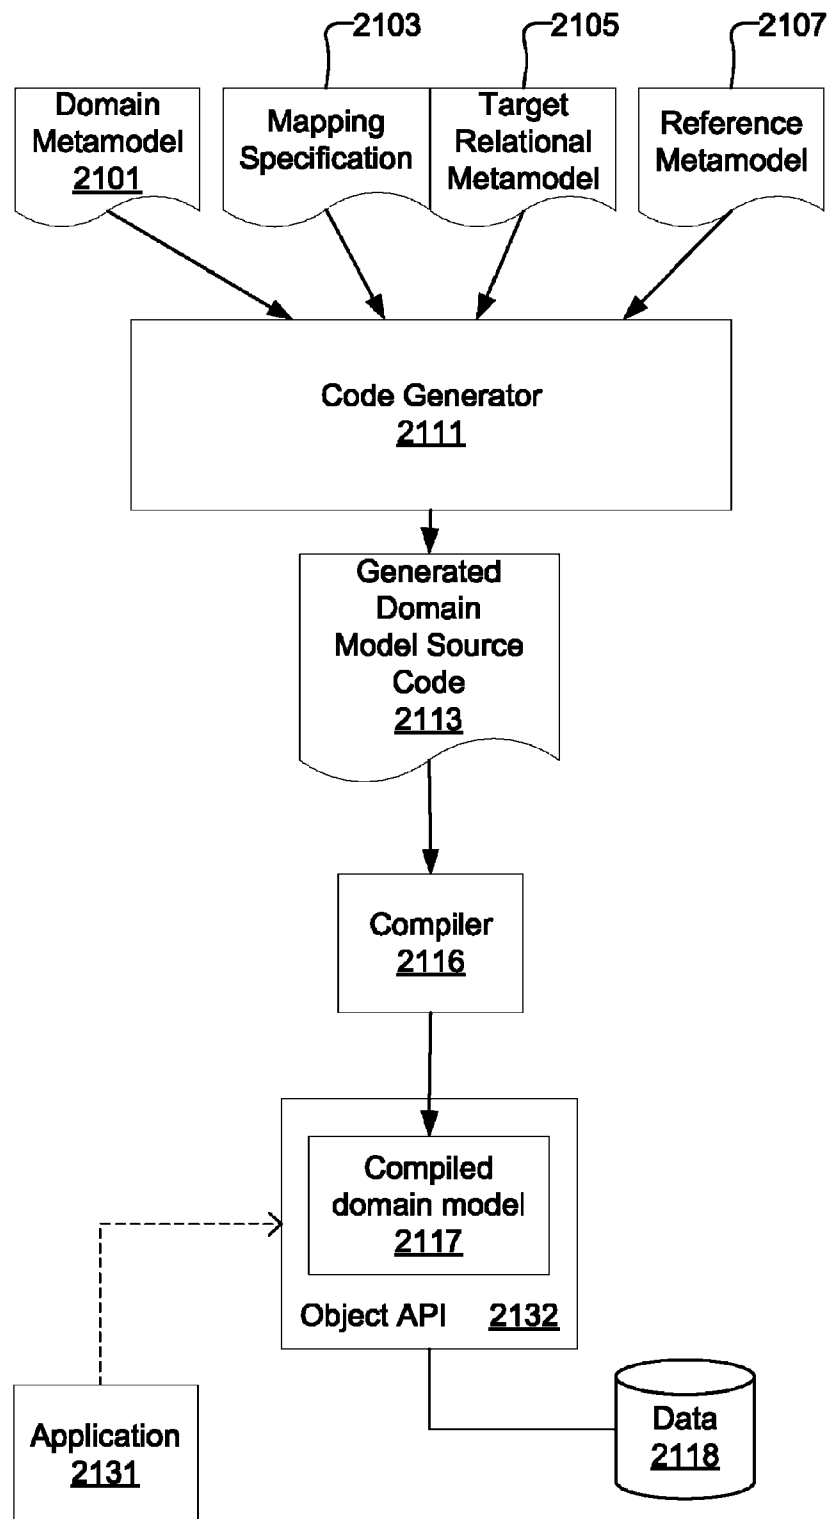 2103
2105
2107
Domain
Metamodel
2101
Mapping
Specification
Target
Relational
Metamodel
Reference
Metamodel
Code Generator
2111
Generated
Domain
Model Source
Code
2113
Compiler
2116
Compiled
domain model
2117
Object API 2132
Application
2131
Data
2118